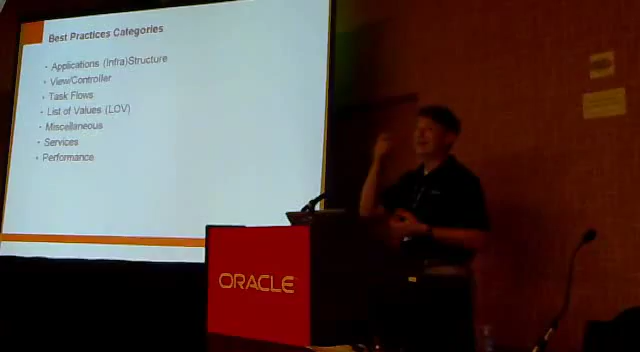 Best Practices Categories
• Applications (Infra)Structure
• View/Controller
• Task Flows
• List of Values (LOV)
• Miscellaneous
• Services
• Performance
ORACLE